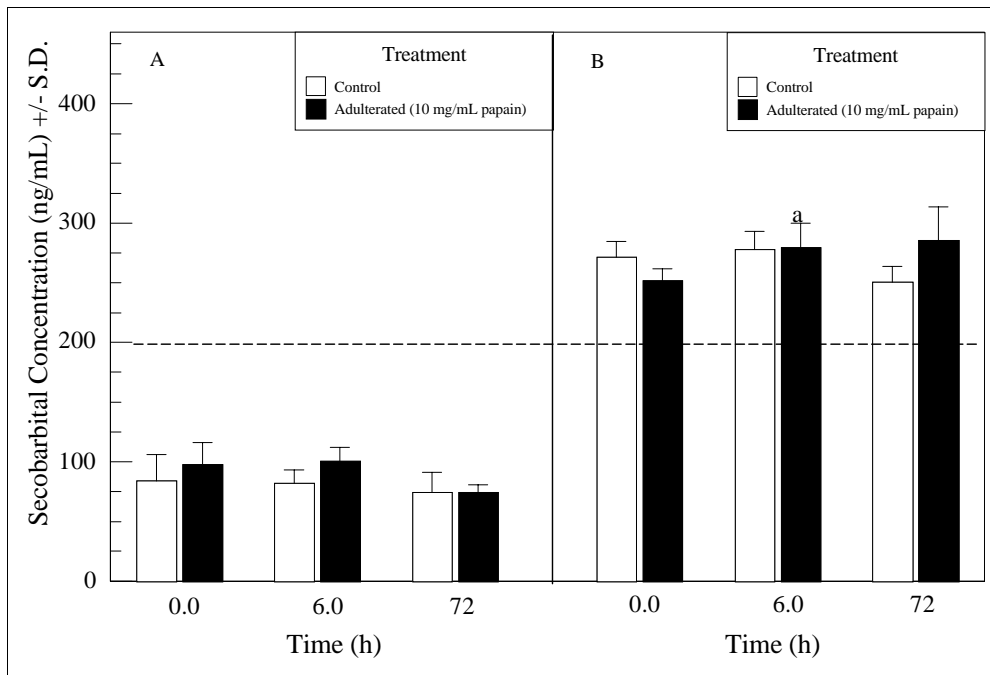 Secobarbital Concentration (ng/mL) +/- S.D.
400
300
200
100
0
A
Treatment
Control
Adulterated (10 mg/mL papain)
0.0 6.0 72
Time (h)
B
Treatment
Control
Adulterated (10 mg/mL papain)
a
0.0 6.0 72
Time (h)